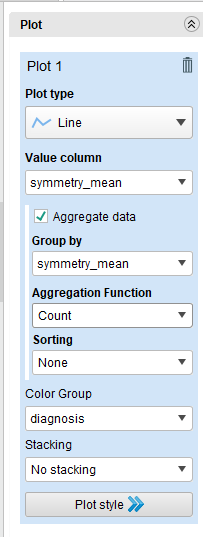 Plot
Plot 1
Plot type
Line
Value column
symmetry_mean
Aggregate data
Group by
symmetry_mean
Aggregation Function
Count
Sorting
None
Color Group
diagnosis
Stacking
No stacking
Plot style